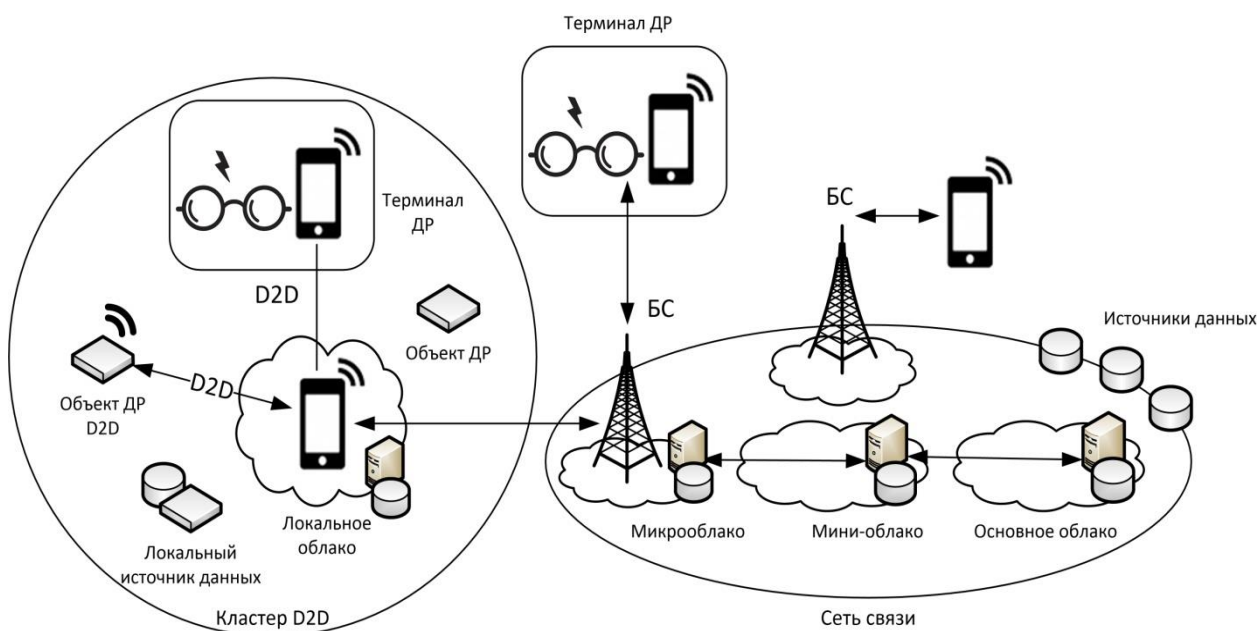 Терминал ДР
Терминал
ДР
D2D
БС
БС
Объект ДР
Источники данных
D2D
Объект ДР
D2D
Локальное
облако
Микрооблако
Мини-облако
Основное облако
Локальный
источник данных
Кластер D2D
Сеть связи